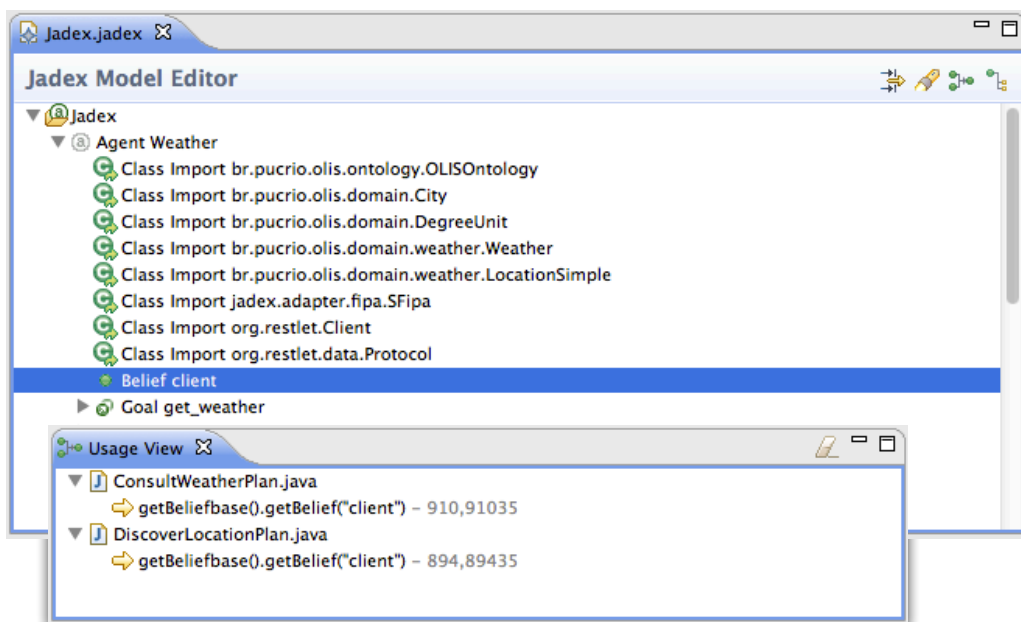 Jadex.jadex
Jadex Model Editor
Jadex
Agent Weather
Class Import br.pucrio.olis.ontology.OLISOntology
Class Import br.pucrio.olis.domain.City
Class Import br.pucrio.olis.domain.DegreeUnit
Class Import br.pucrio.olis.domain.weather.Weather
Class Import br.pucrio.olis.domain.weather.LocationSimple
Class Import jadex.adapter.fipa.SFipa
Class Import org.restlet.Client
Class Import org.restlet.data.Protocol
Belief client
Goal get_weather
Usage View
ConsultWeatherPlan.java
getBeliefbase().getBelief("client") – 910,91035
DiscoverLocationPlan.java
getBeliefbase().getBelief("client") – 894,89435